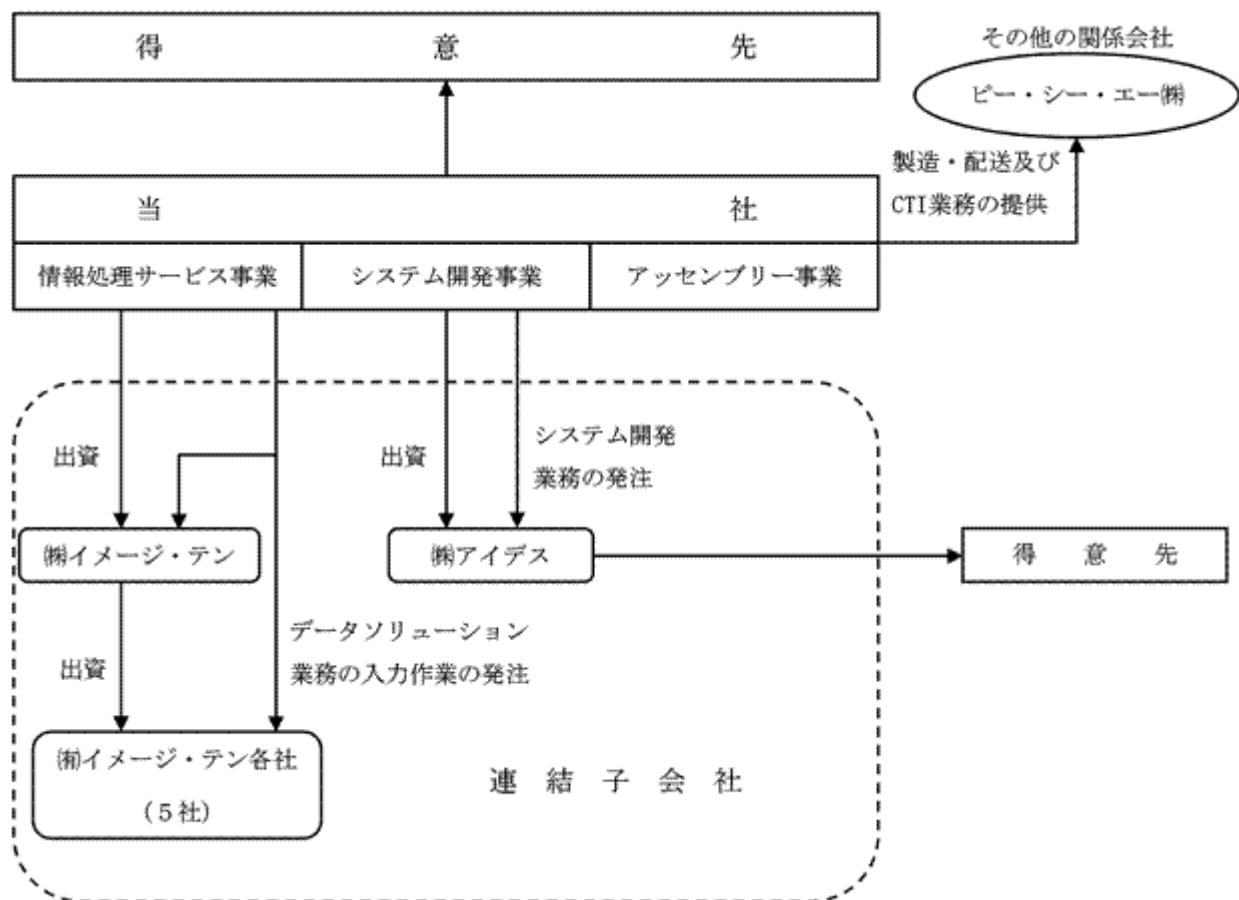 得意先
その他の関係会社
ピー・シー・エー㈱
製造・配送及び
CTI業務の提供
当社
情報処理サービス事業
システム開発事業
アッセンブリー事業
出資
出資
システム開発
業務の発注
㈱イメージ・テン
㈱アイデス
得意先
出資
データソリューション
業務の入力作業の発注
㈲イメージ・テン各社
(5社)
連結子会社